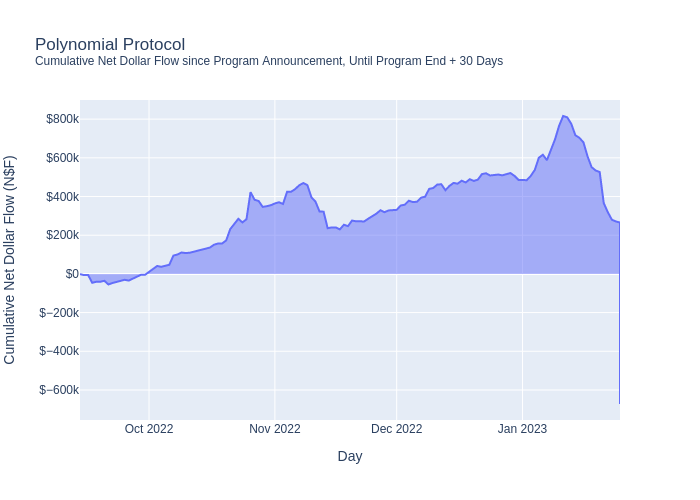 Polynomial Protocol
Cumulative Net Dollar Flow since Program Announcement, Until Program End + 30 Days
Cumulative Net Dollar Flow (N$F)
$800k
$600k
$400k
$200k
$0
$−200k
$−400k
$−600k
Oct 2022
Nov 2022
Dec 2022
Jan 2023
Day